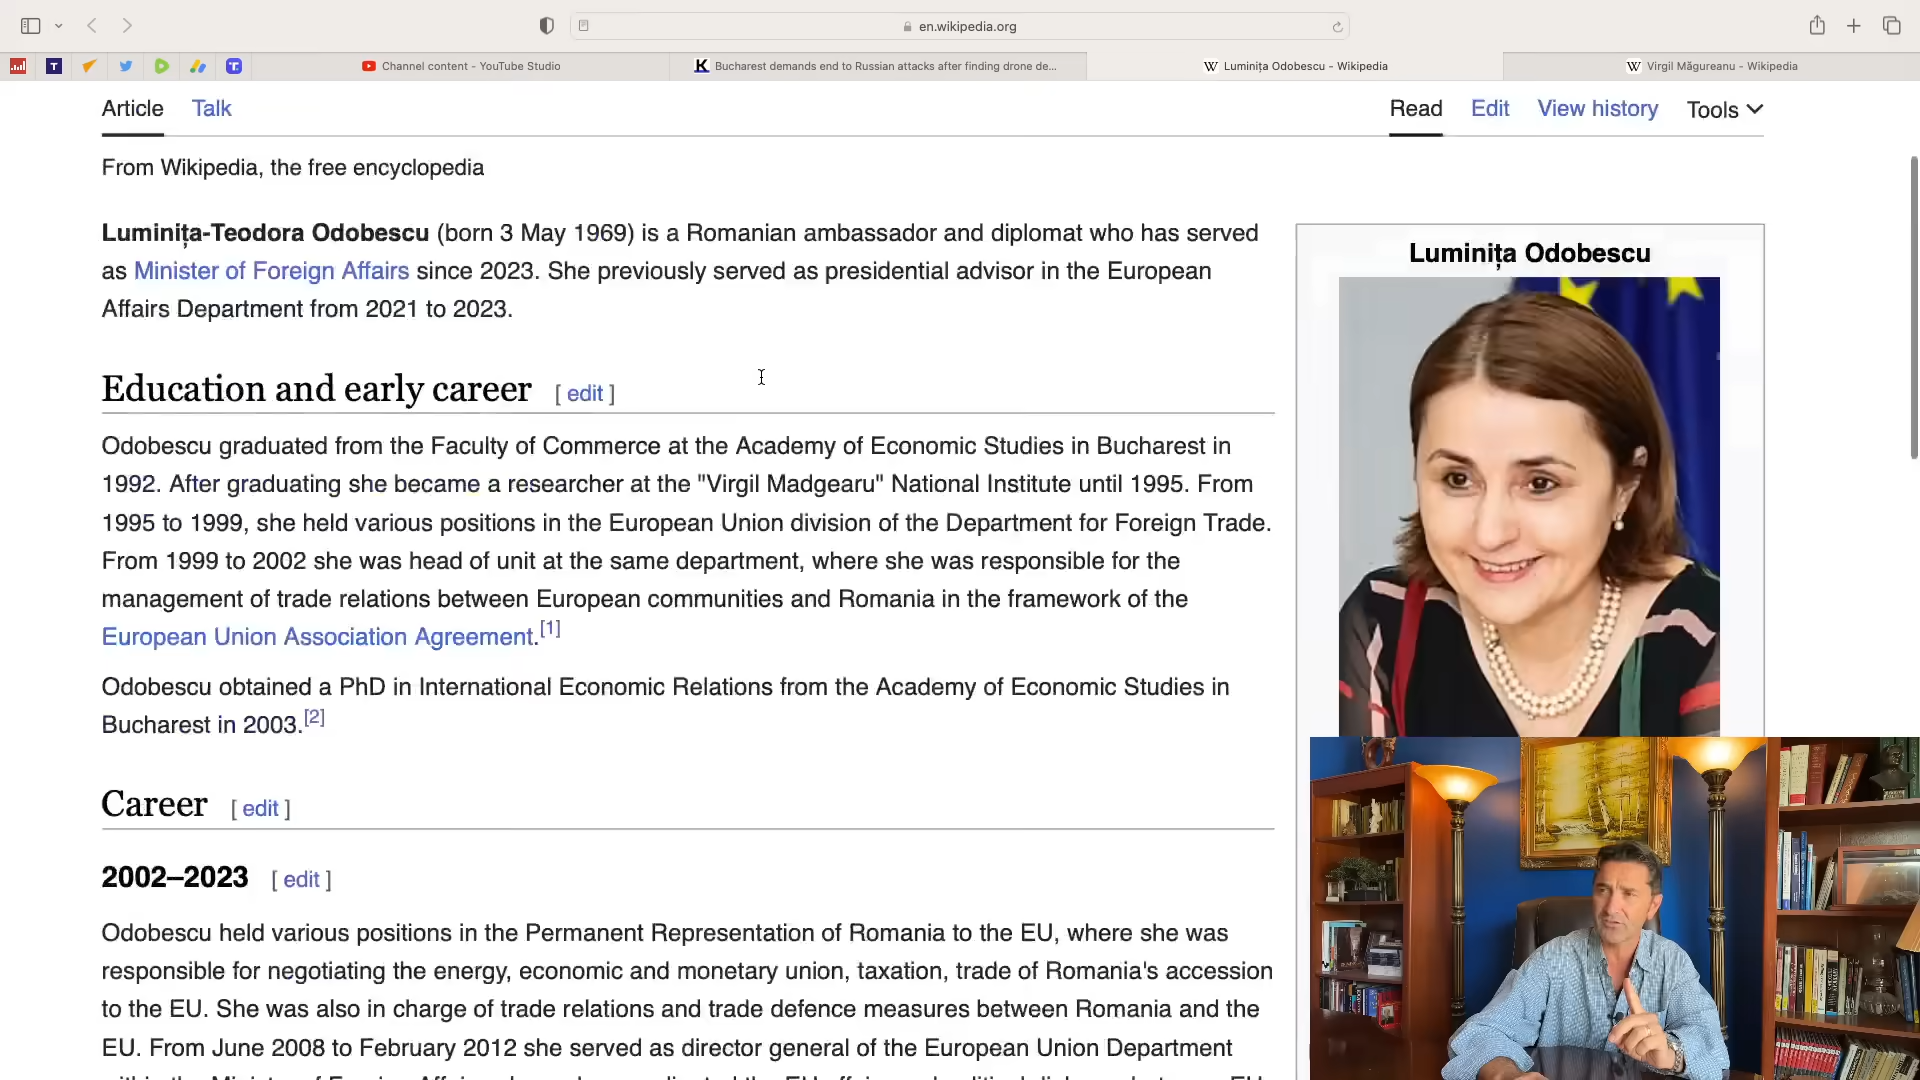 en.wikipedia.org
Channel content - YouTube Studio
Bucharest demands end to Russian attacks after finding drone de...
Luminița Odobescu - Wikipedia
Virgil Măgureanu - Wikipedia
Article Talk
Read Edit View history Tools
From Wikipedia, the free encyclopedia
Luminița-Teodora Odobescu (born 3 May 1969) is a Romanian ambassador and diplomat who has served
as Minister of Foreign Affairs since 2023. She previously served as presidential advisor in the European
Affairs Department from 2021 to 2023.
Luminița Odobescu
Education and early career [ edit ]
Odobescu graduated from the Faculty of Commerce at the Academy of Economic Studies in Bucharest in
1992. After graduating she became a researcher at the "Virgil Madgearu" National Institute until 1995. From
1995 to 1999, she held various positions in the European Union division of the Department for Foreign Trade.
From 1999 to 2002 she was head of unit at the same department, where she was responsible for the
management of trade relations between European communities and Romania in the framework of the
European Union Association Agreement.[1]
Odobescu obtained a PhD in International Economic Relations from the Academy of Economic Studies in
Bucharest in 2003.[2]
Career [ edit ]
2002–2023 [ edit ]
Odobescu held various positions in the Permanent Representation of Romania to the EU, where she was
responsible for negotiating the energy, economic and monetary union, taxation, trade of Romania's accession
to the EU. She was also in charge of trade relations and trade defence measures between Romania and the
EU. From June 2008 to February 2012 she served as director general of the European Union Department